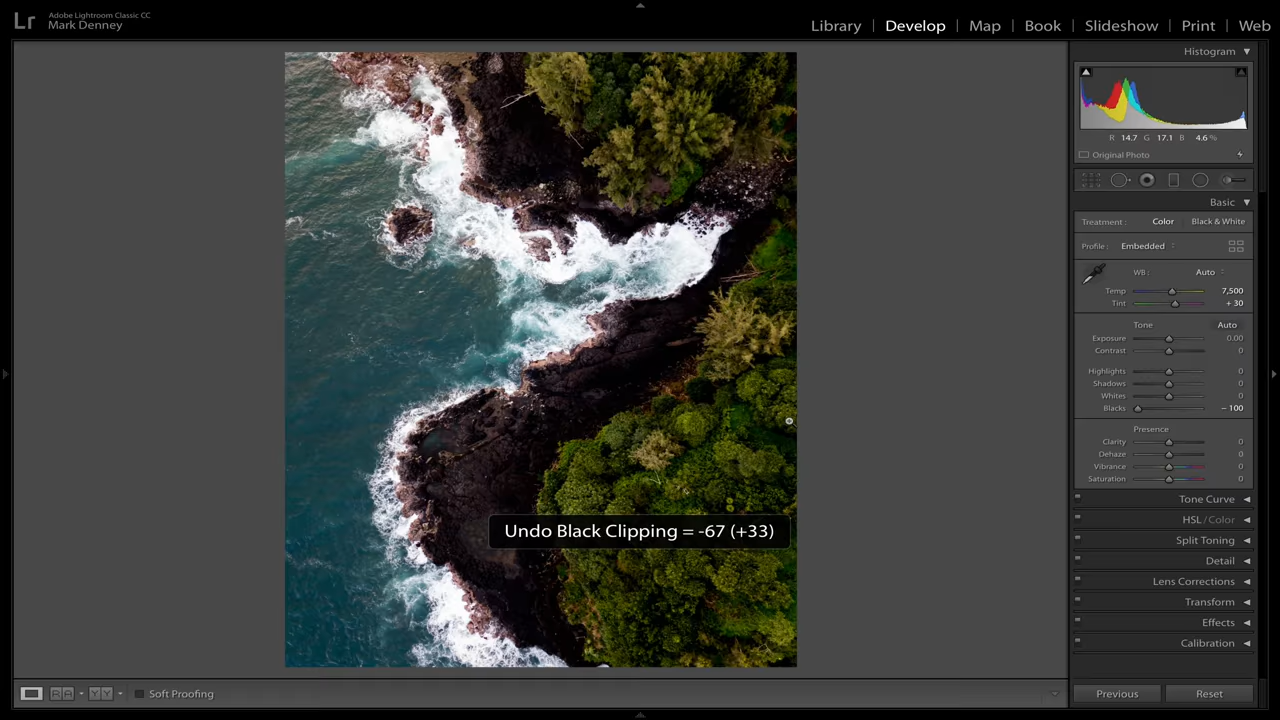 Lr
Adobe Lightroom Classic CC
Mark Denney
Library | Develop | Map | Book | Slideshow | Print | Web
Histogram
R 14.7 G 17.1 B 4.6 %
Original Photo
Basic
Treatment : Color Black & White
Profile : Embedded
WB : Auto
Temp 7,500
Tint + 30
Tone Auto
Exposure 0.00
Contrast 0
Highlights 0
Shadows 0
Whites 0
Blacks − 100
Presence
Clarity 0
Dehaze 0
Vibrance 0
Saturation 0
Tone Curve
HSL / Color
Split Toning
Detail
Lens Corrections
Transform
Effects
Calibration
Undo Black Clipping = -67 (+33)
R A Y Y Soft Proofing
Previous Reset